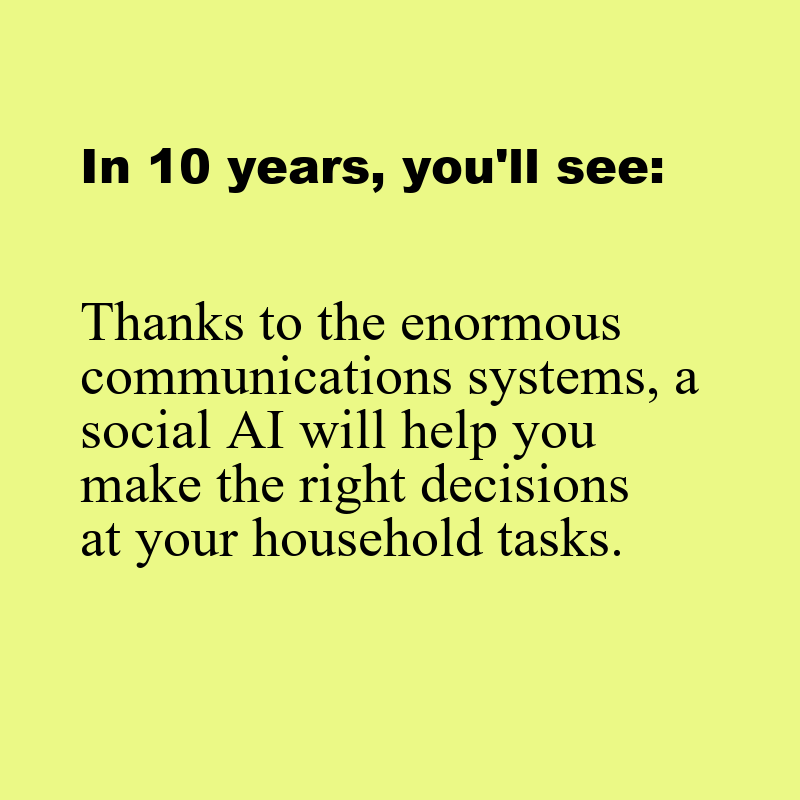 In 10 years, you'll see:
Thanks to the enormous
communications systems, a
social AI will help you
make the right decisions
at your household tasks.